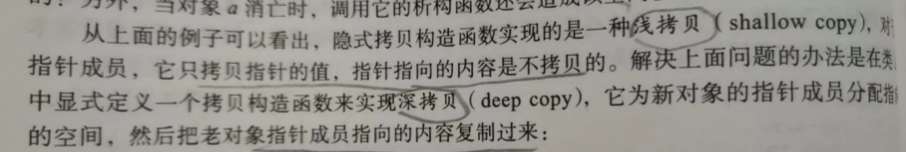 另外，当对象a消亡时，调用它的析构函数还会造成
从上面的例子可以看出，隐式拷贝构造函数实现的是一种浅拷贝（shallow copy），对
指针成员，它只拷贝指针的值，指针指向的内容是不拷贝的。解决上面问题的办法是在类
中显式定义一个拷贝构造函数来实现深拷贝（deep copy），它为新对象的指针成员分配指
的空间，然后把老对象指针成员指向的内容复制过来：